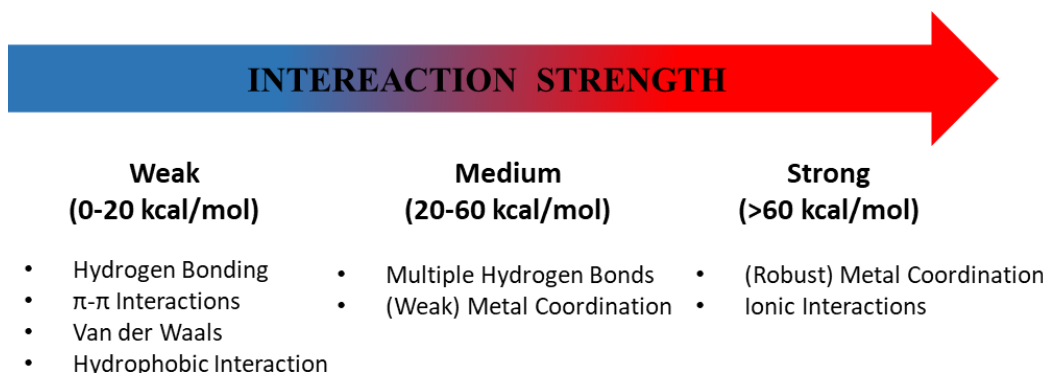 INTEREACTION STRENGTH
Weak
(0-20 kcal/mol)
• Hydrogen Bonding
• π-π Interactions
• Van der Waals
• Hydrophobic Interaction
Medium
(20-60 kcal/mol)
• Multiple Hydrogen Bonds
• (Weak) Metal Coordination
Strong
(>60 kcal/mol)
• (Robust) Metal Coordination
• Ionic Interactions